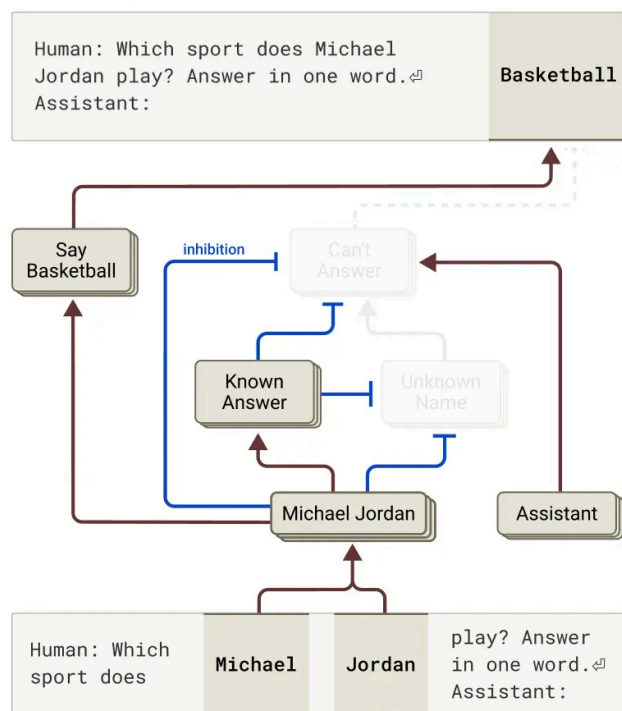 Human: Which sport does Michael
Jordan play? Answer in one word.⏎
Assistant:
Basketball
Say
Basketball
inhibition
Can't
Answer
Known
Answer
Unknown
Name
Michael Jordan
Assistant
Human: Which
sport does
Michael
Jordan
play? Answer
in one word.⏎
Assistant: